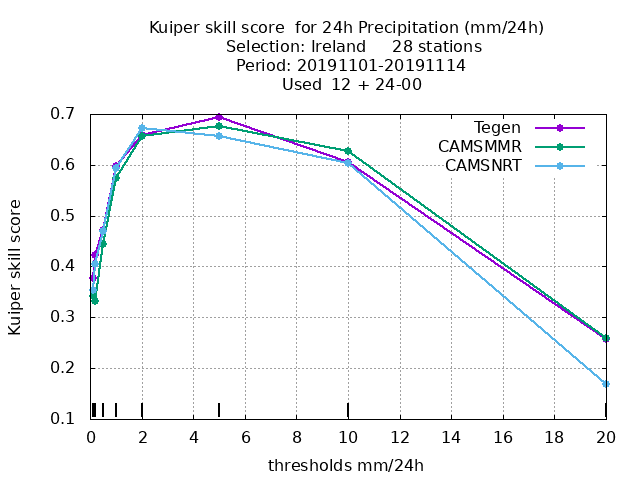 Kuiper skill score  for 24h Precipitation (mm/24h)
Selection: Ireland     28 stations
Period: 20191101-20191114
Used  12 + 24-00
Kuiper skill score
0.7
0.6
0.5
0.4
0.3
0.2
0.1
Tegen
CAMSMMR
CAMSNRT
0 2 4 6 8 10 12 14 16 18 20
thresholds mm/24h